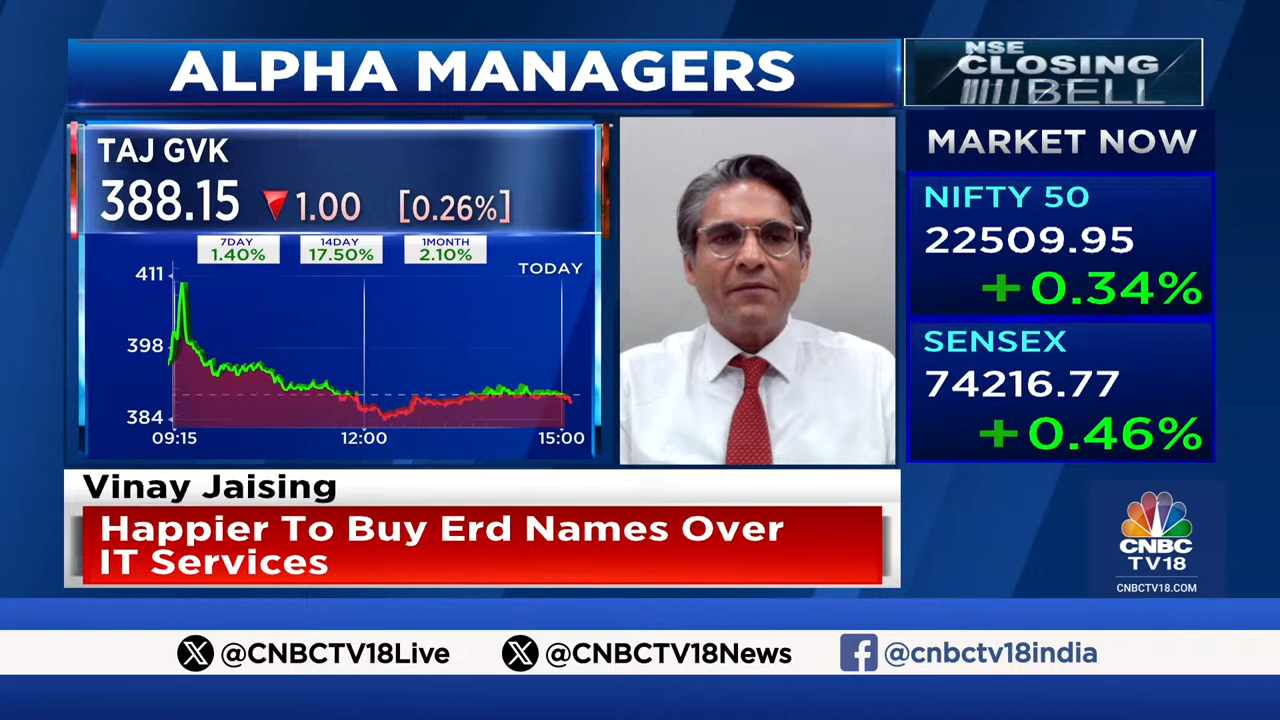 ALPHA MANAGERS
NSE
CLOSING
BELL
TAJ GVK
388.15 ▼ 1.00 [0.26%]
7DAY 14DAY 1MONTH
1.40% 17.50% 2.10%
TODAY
411
398
384
09:15 12:00 15:00
MARKET NOW
NIFTY 50
22509.95
+0.34%
SENSEX
74216.77
+0.46%
Vinay Jaising
Happier To Buy Erd Names Over
IT Services
CNBC
TV18
CNBCTV18.COM
X @CNBCTV18Live X @CNBCTV18News f @cnbctv18india